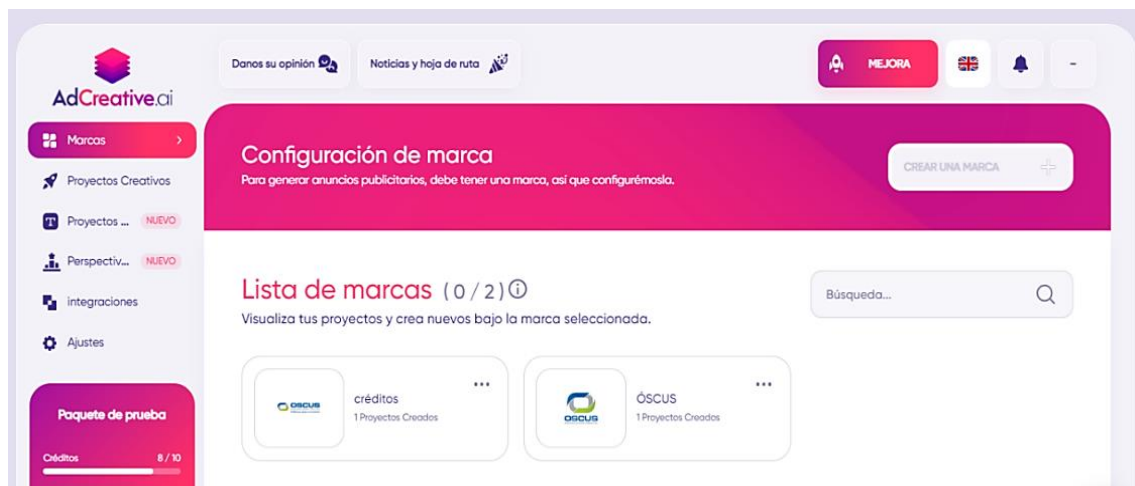 AdCreative.ai
Danos su opinión
Noticias y hoja de ruta
MEJORA
-
Marcas
Proyectos Creativos
Proyectos ... NUEVO
Perspectiv... NUEVO
integraciones
Ajustes
Paquete de prueba
Créditos 8 / 10
Configuración de marca
Para generar anuncios publicitarios, debe tener una marca, así que configurémosla.
CREAR UNA MARCA
Lista de marcas (0/2)
Visualiza tus proyectos y crea nuevos bajo la marca seleccionada.
Búsqueda...
OSCUS
créditos
1 Proyectos Creados
OSCUS
ÓSCUS
1 Proyectos Creados